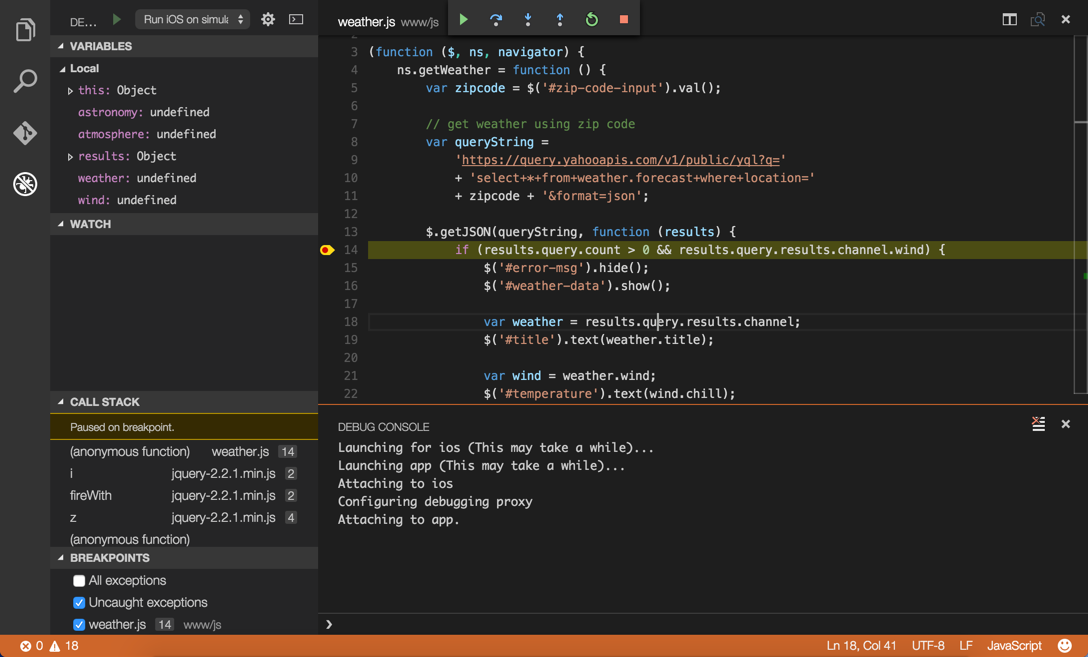 DE... Run iOS on simula
VARIABLES
Local
this: Object
astronomy: undefined
atmosphere: undefined
results: Object
weather: undefined
wind: undefined
WATCH
CALL STACK
Paused on breakpoint.
(anonymous function) weather.js 14
i jquery-2.2.1.min.js 2
fireWith jquery-2.2.1.min.js 2
z jquery-2.2.1.min.js 4
(anonymous function)
BREAKPOINTS
All exceptions
Uncaught exceptions
weather.js 14 www/js
weather.js www/js
3 (function ($, ns, navigator) {
4 ns.getWeather = function () {
5 var zipcode = $('#zip-code-input').val();
6
7 // get weather using zip code
8 var queryString =
9 'https://query.yahooapis.com/v1/public/yql?q='
10 + 'select+*+from+weather.forecast+where+location='
11 + zipcode + '&format=json';
12
13 $.getJSON(queryString, function (results) {
14 if (results.query.count > 0 && results.query.results.channel.wind) {
15 $('#error-msg').hide();
16 $('#weather-data').show();
17
18 var weather = results.query.results.channel;
19 $('#title').text(weather.title);
20
21 var wind = weather.wind;
22 $('#temperature').text(wind.chill);
DEBUG CONSOLE
Launching for ios (This may take a while)...
Launching app (This may take a while)...
Attaching to ios
Configuring debugging proxy
Attaching to app.
❯
0 18 Ln 18, Col 41 UTF-8 LF JavaScript